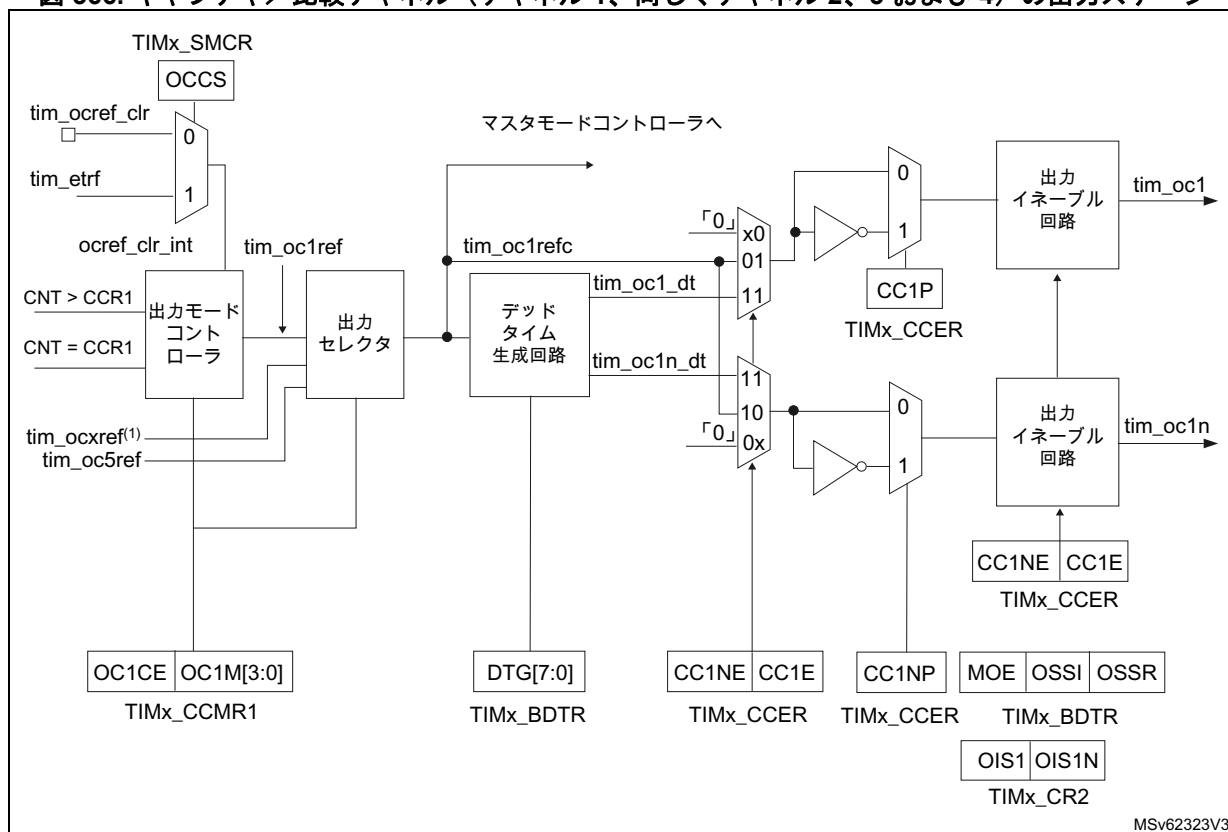 TIMx_SMCR
OCCS
tim_ocref_clr
0
tim_etrf
1
ocref_clr_int
マスタモードコントローラへ
tim_oc1ref
CNT > CCR1
CNT = CCR1
出力モード
コント
ローラ
出力
セレクタ
tim_ocxref(1)
tim_oc5ref
tim_oc1refc
デッド
タイム
生成回路
tim_oc1_dt
tim_oc1n_dt
「0」
x0
01
11
11
10
「0」
0x
0
1
CC1P
TIMx_CCER
0
1
出力
イネーブル
回路
tim_oc1
出力
イネーブル
回路
tim_oc1n
CC1NE CC1E
TIMx_CCER
OC1CE OC1M[3:0]
TIMx_CCMR1
DTG[7:0]
TIMx_BDTR
CC1NE CC1E
TIMx_CCER
CC1NP
TIMx_CCER
MOE OSSI OSSR
TIMx_BDTR
OIS1 OIS1N
TIMx_CR2
MSv62323V3